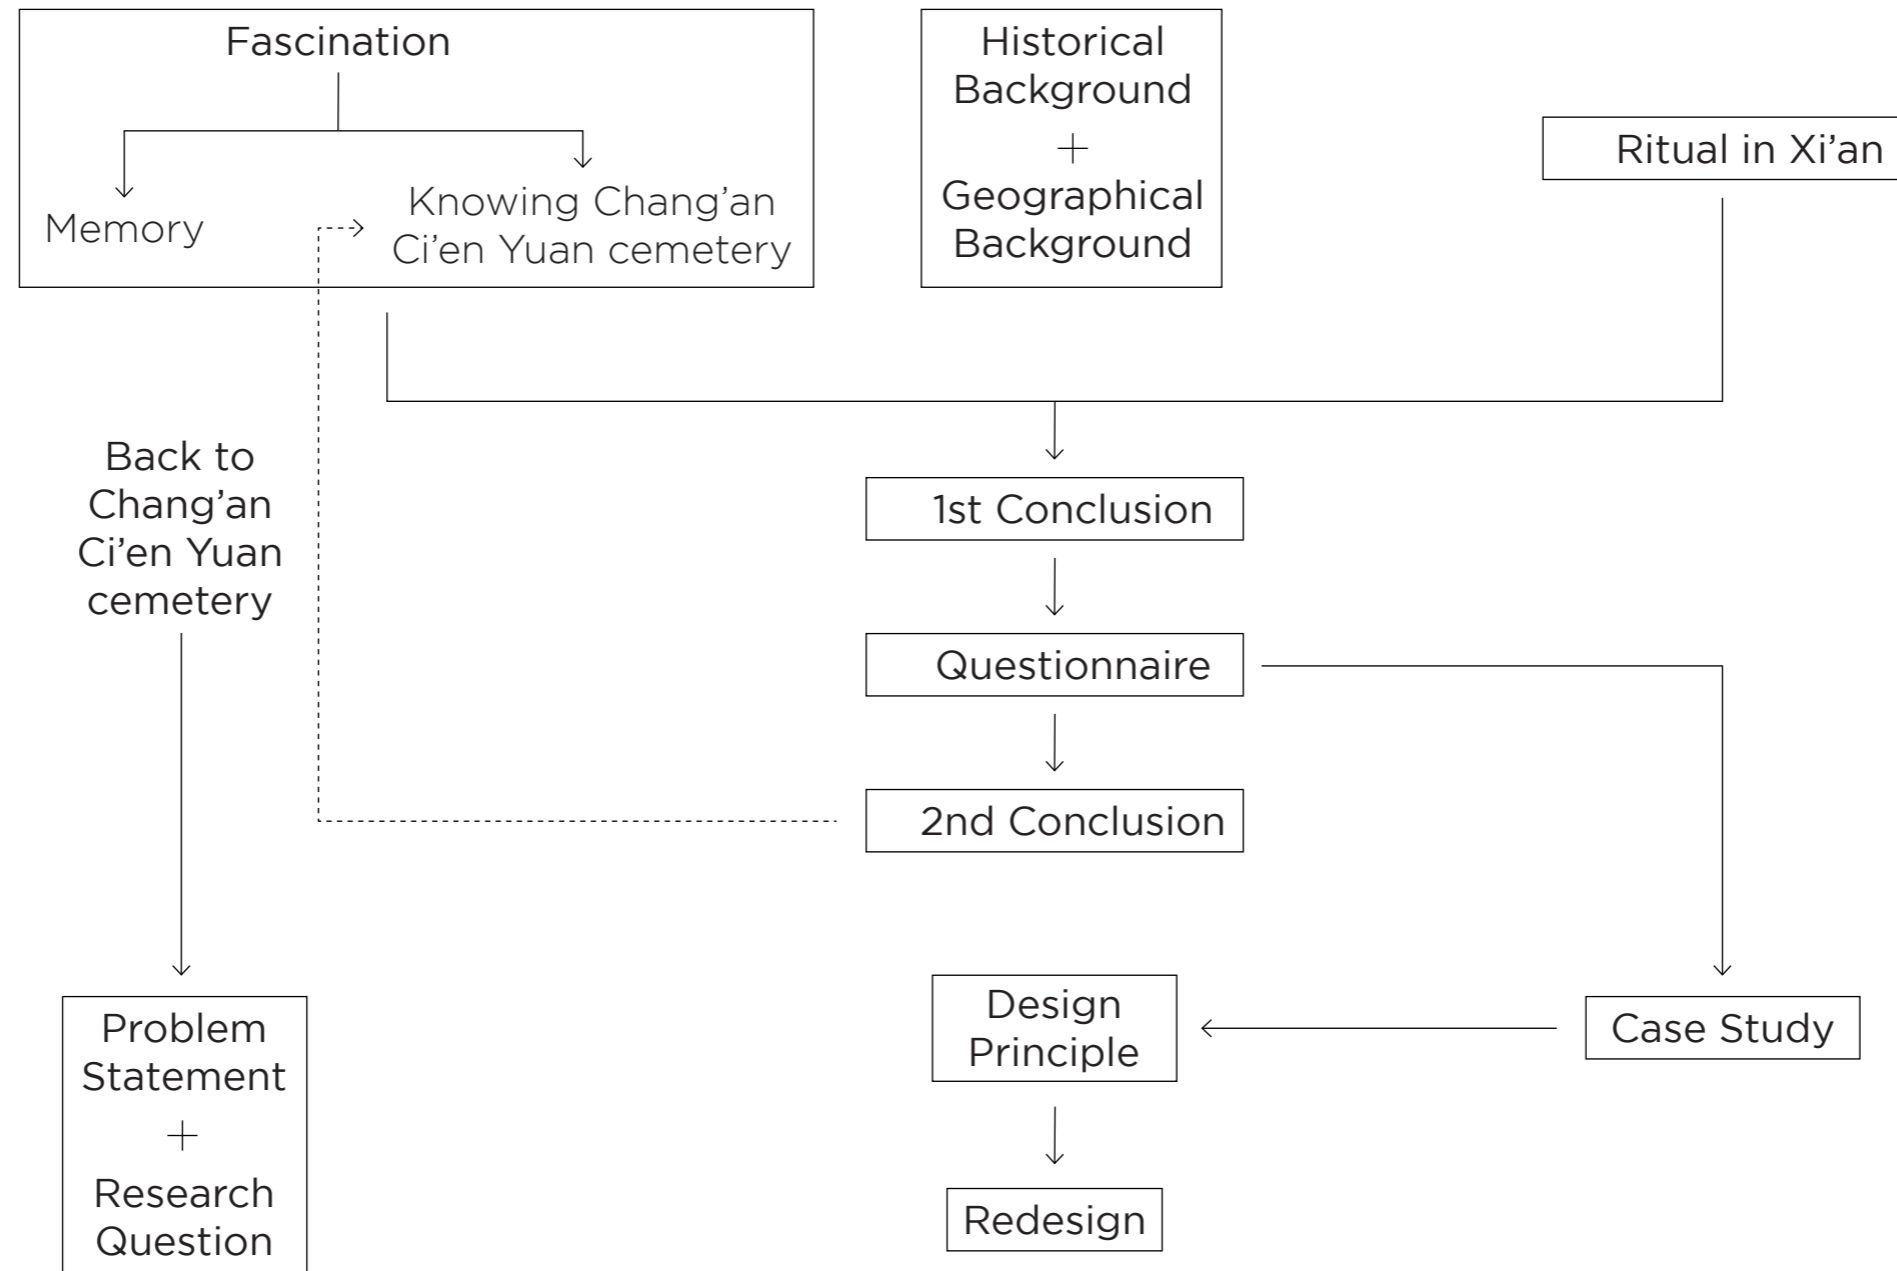 Fascination
Memory
Knowing Chang’an
Ci’en Yuan cemetery
Historical
Background
+
Geographical
Background
Ritual in Xi’an
Back to
Chang’an
Ci’en Yuan
cemetery
1st Conclusion
Questionnaire
2nd Conclusion
Problem
Statement
+
Research
Question
Design
Principle
Case Study
Redesign